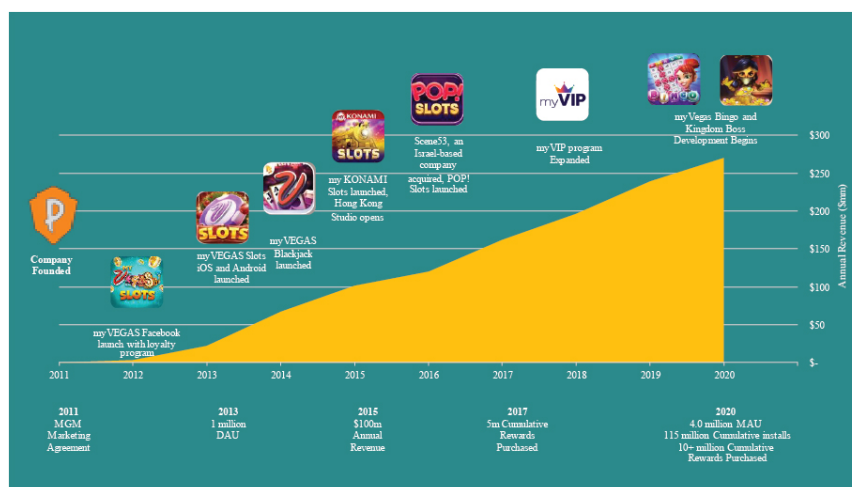 POP!
SLOTS
myVIP
KONAMI
SLOTS
SLOTS
SLOTS
BINGO
Scene53, an
Israel-based
company
acquired, POP!
Slots launched
myVIP program
Expanded
myVegas Bingo and
Kingdom Boss
Development Begins
my KONAMI
Slots launched,
Hong Kong
Studio opens
Company
Founded
myVEGAS Slots
iOS and Android
launched
myVEGAS
Blackjack
launched
myVEGAS Facebook
launch with loyalty
program
$300
$250
$200
$150
$100
$50
$-
Annual Revenue ($mm)
2011
2012
2013
2014
2015
2016
2017
2018
2019
2020
2011
MGM
Marketing
Agreement
2013
1 million
DAU
2015
$100m
Annual
Revenue
2017
5m Cumulative
Rewards
Purchased
2020
4.0 million MAU
115 million Cumulative installs
10+ million Cumulative
Rewards Purchased